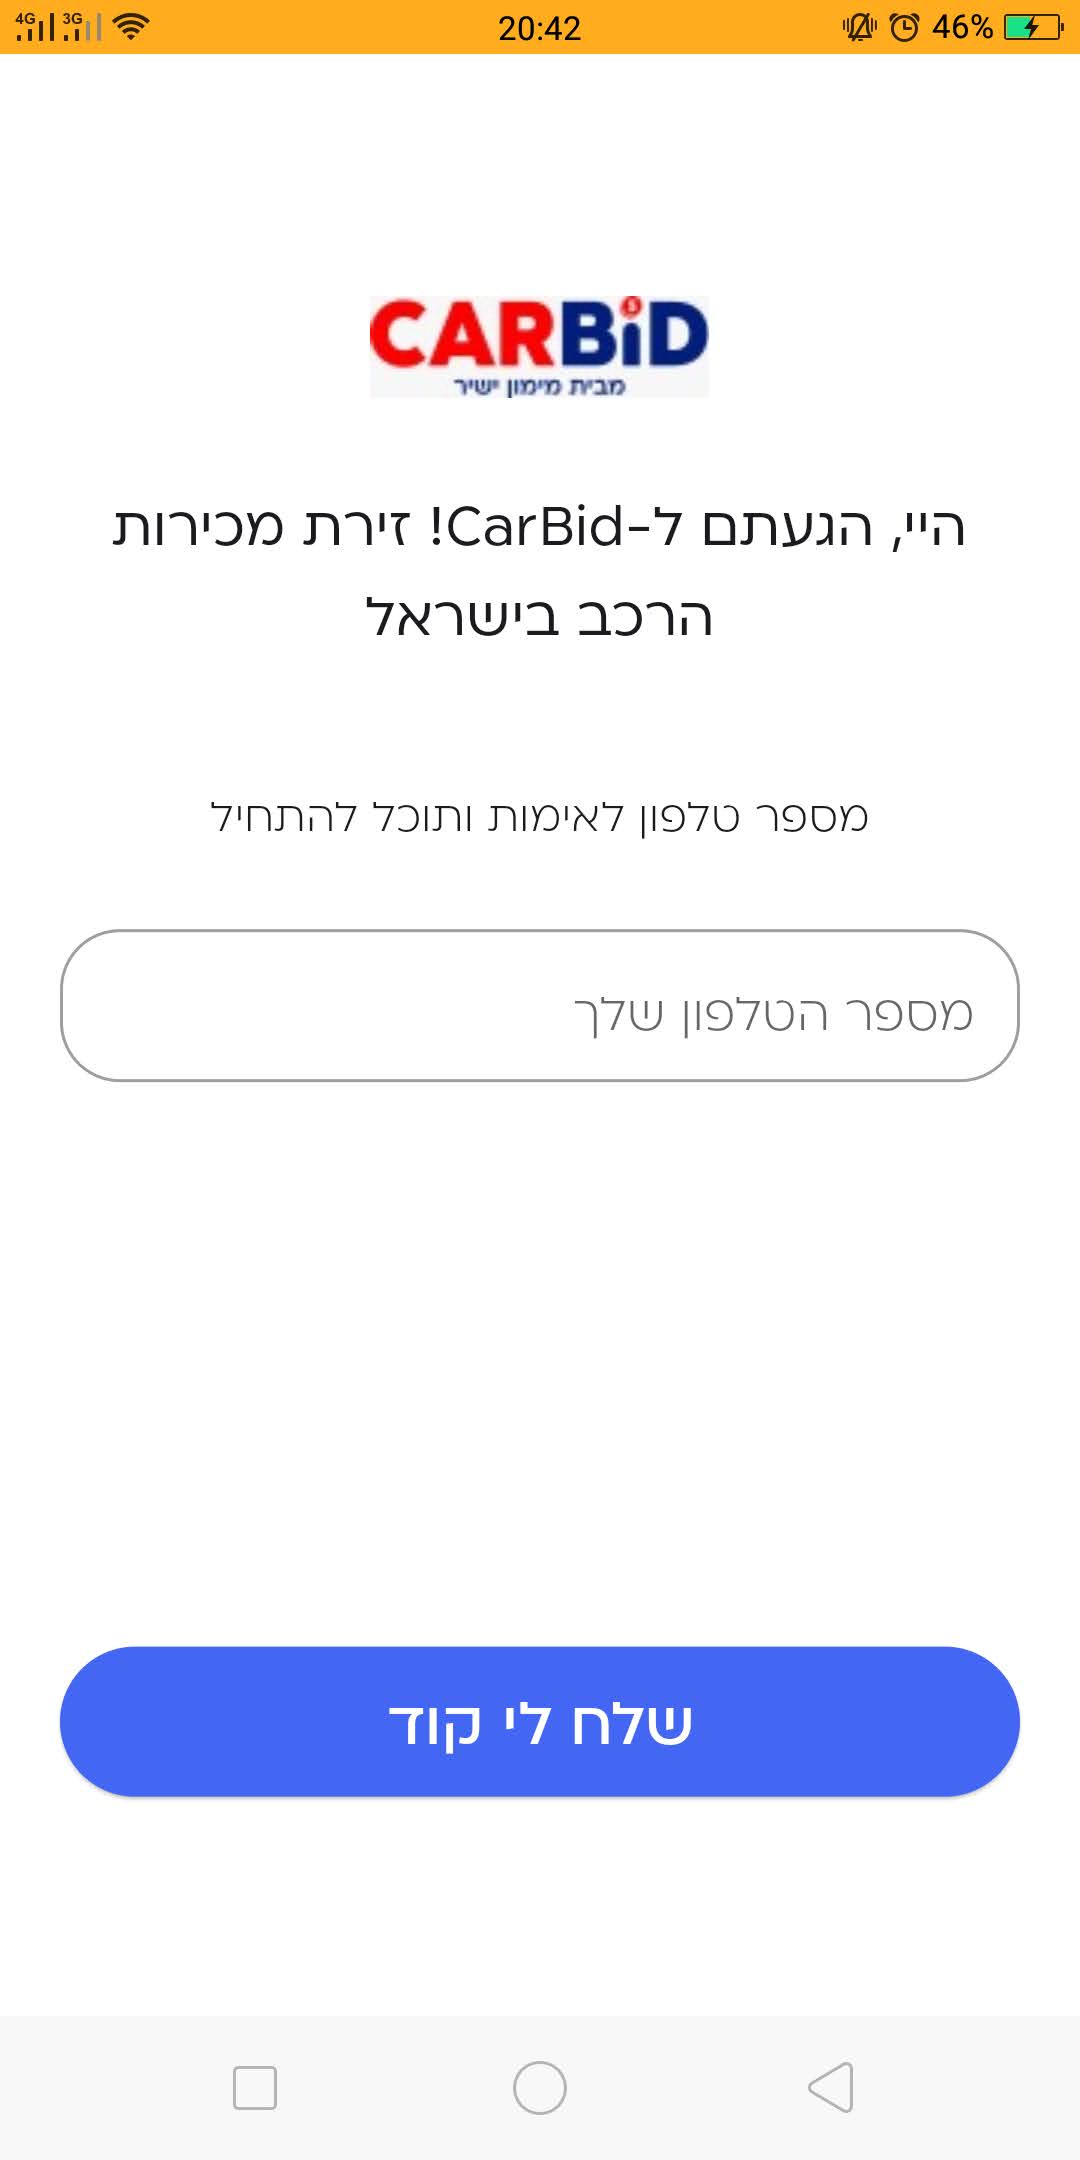 4G 3G 20:42 46%
CARBiD
מבית מימון ישיר
היי, הגעתם ל-CarBid! זירת מכירות
הרכב בישראל
מספר טלפון לאימות ותוכל להתחיל
מספר הטלפון שלך
שלח לי קוד